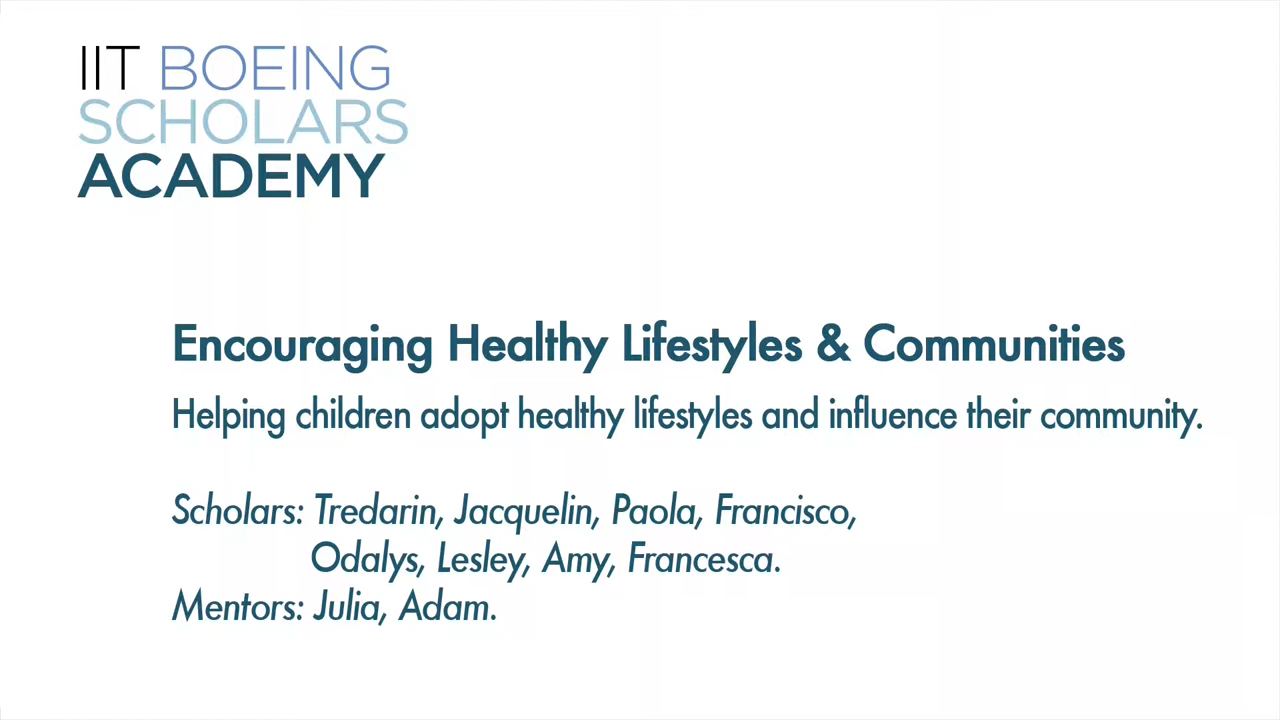 IIT BOEING
SCHOLARS
ACADEMY
Encouraging Healthy Lifestyles & Communities
Helping children adopt healthy lifestyles and influence their community.
Scholars: Tredarin, Jacquelin, Paola, Francisco,
Odalys, Lesley, Amy, Francesca.
Mentors: Julia, Adam.